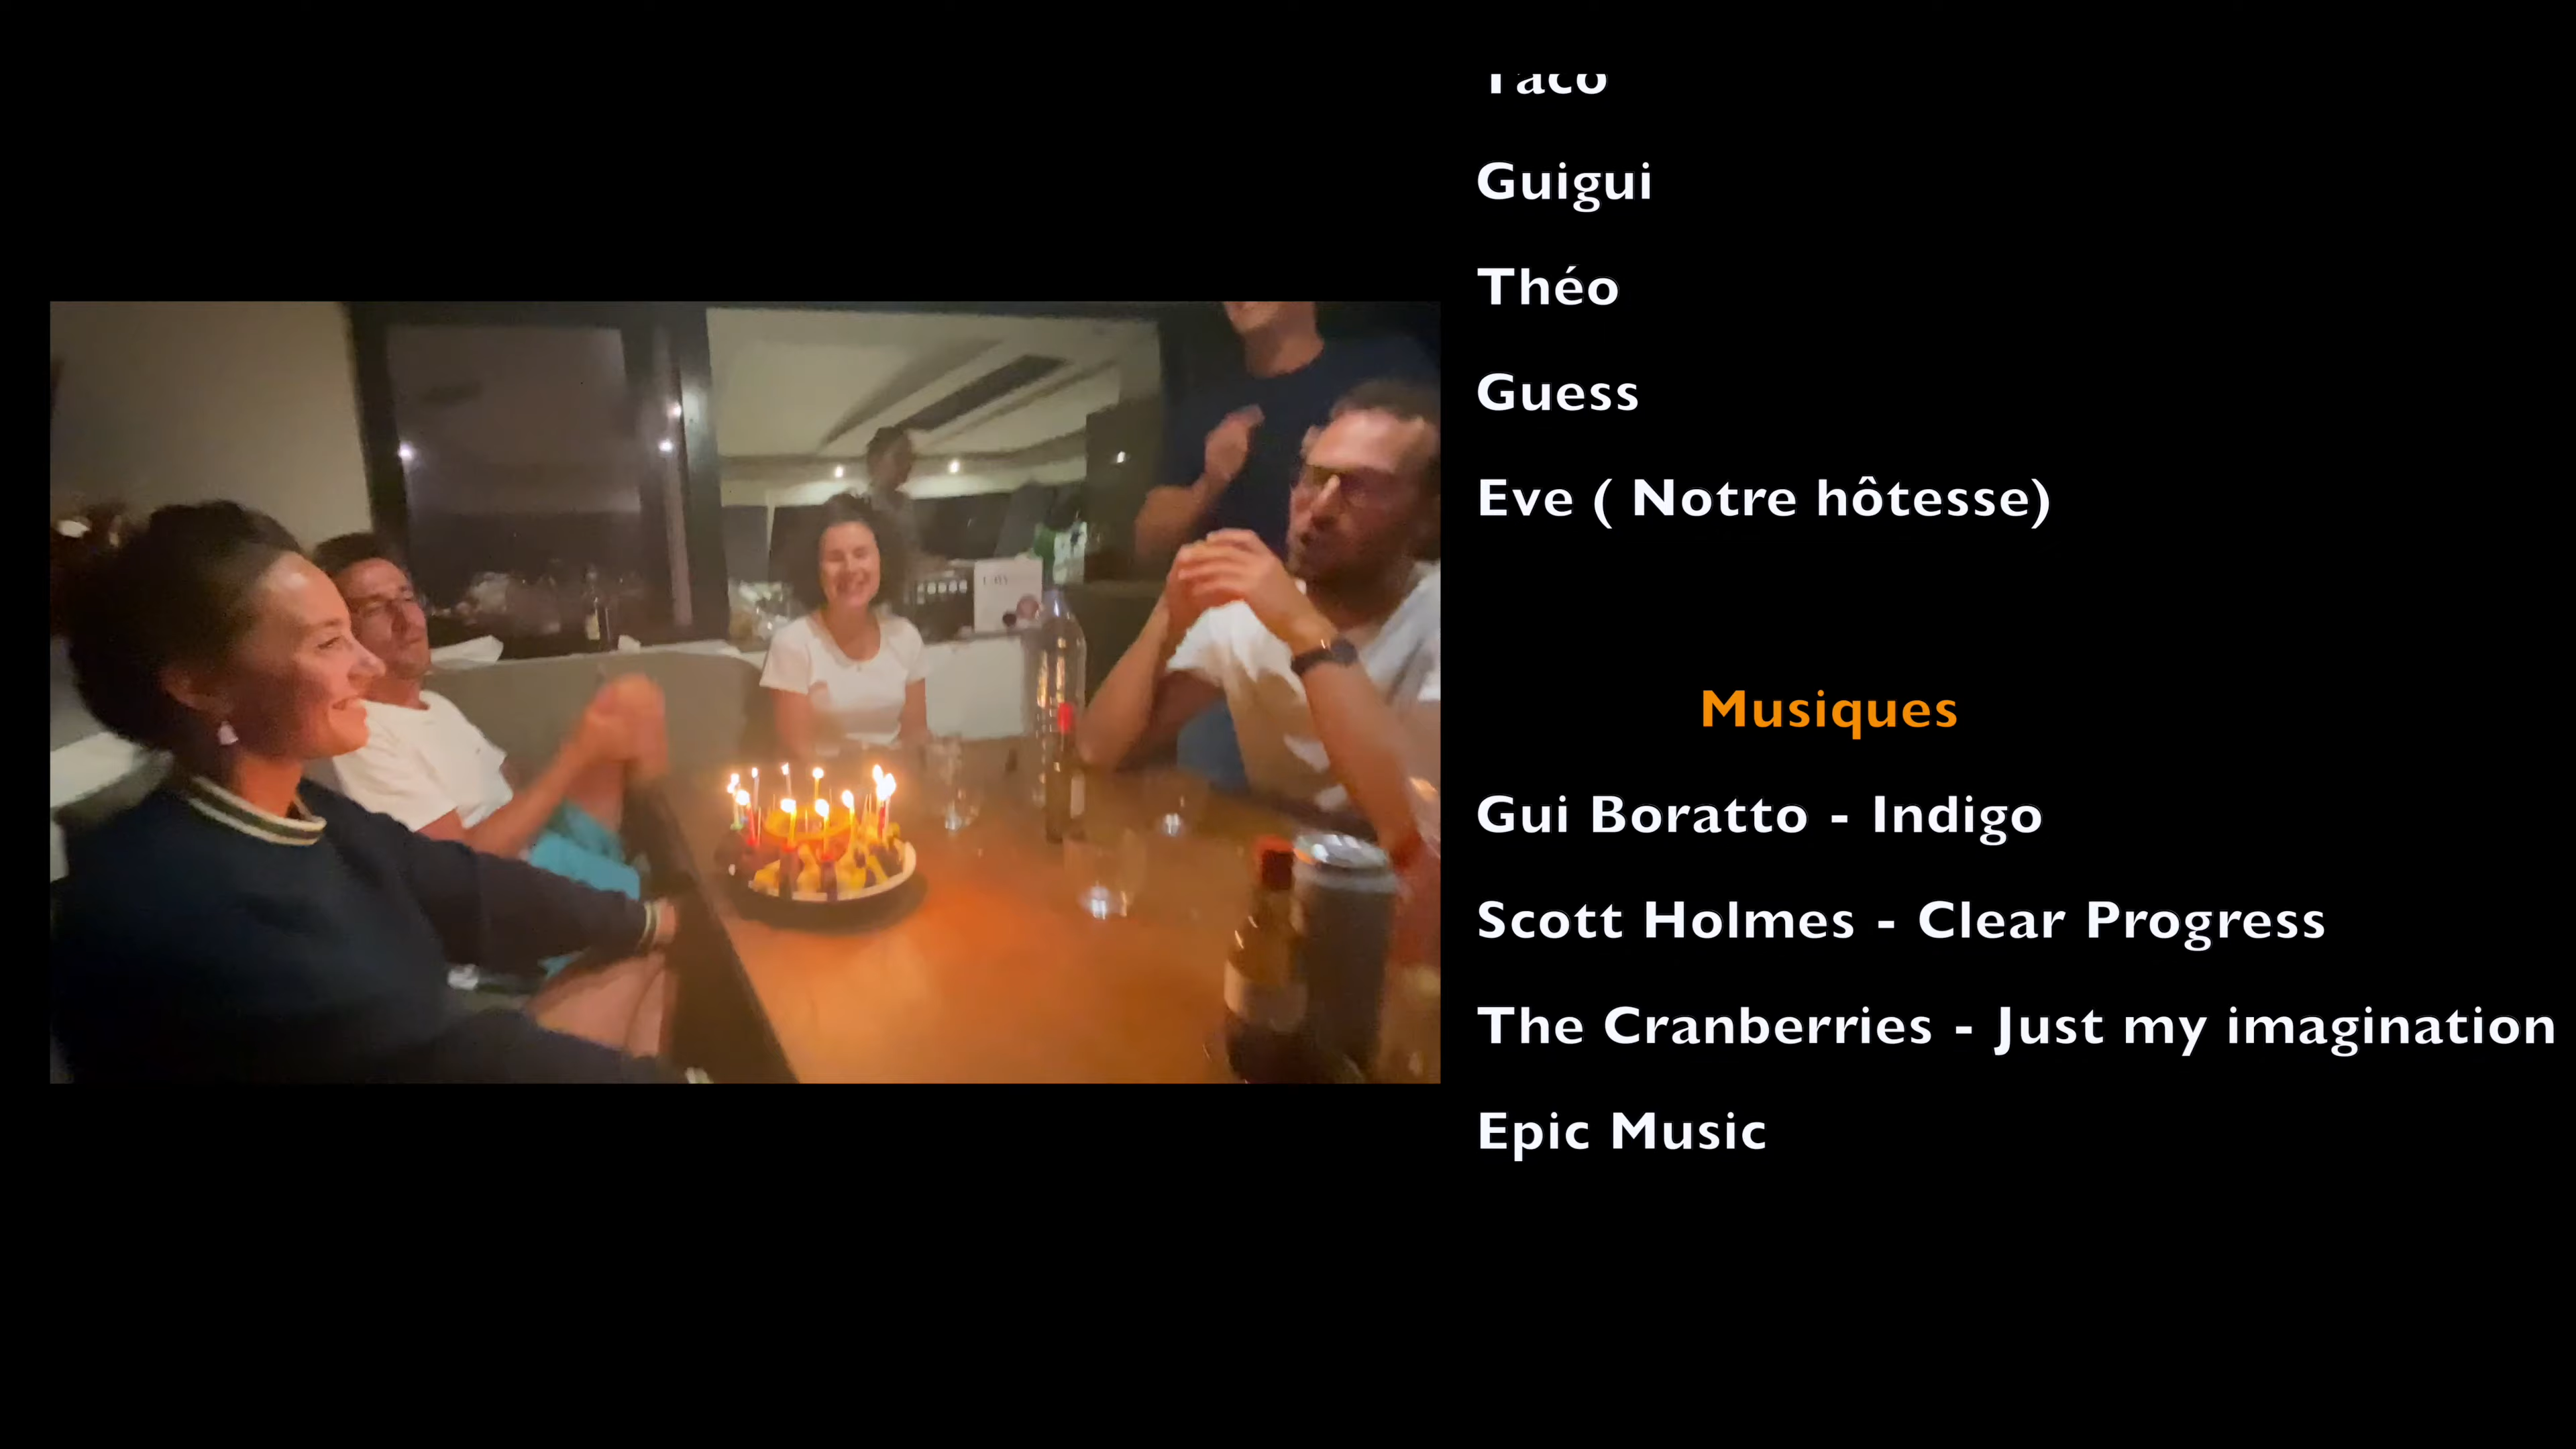 Taco
Guigui
Théo
Guess
Eve ( Notre hôtesse)
Musiques
Gui Boratto - Indigo
Scott Holmes - Clear Progress
The Cranberries - Just my imagination
Epic Music